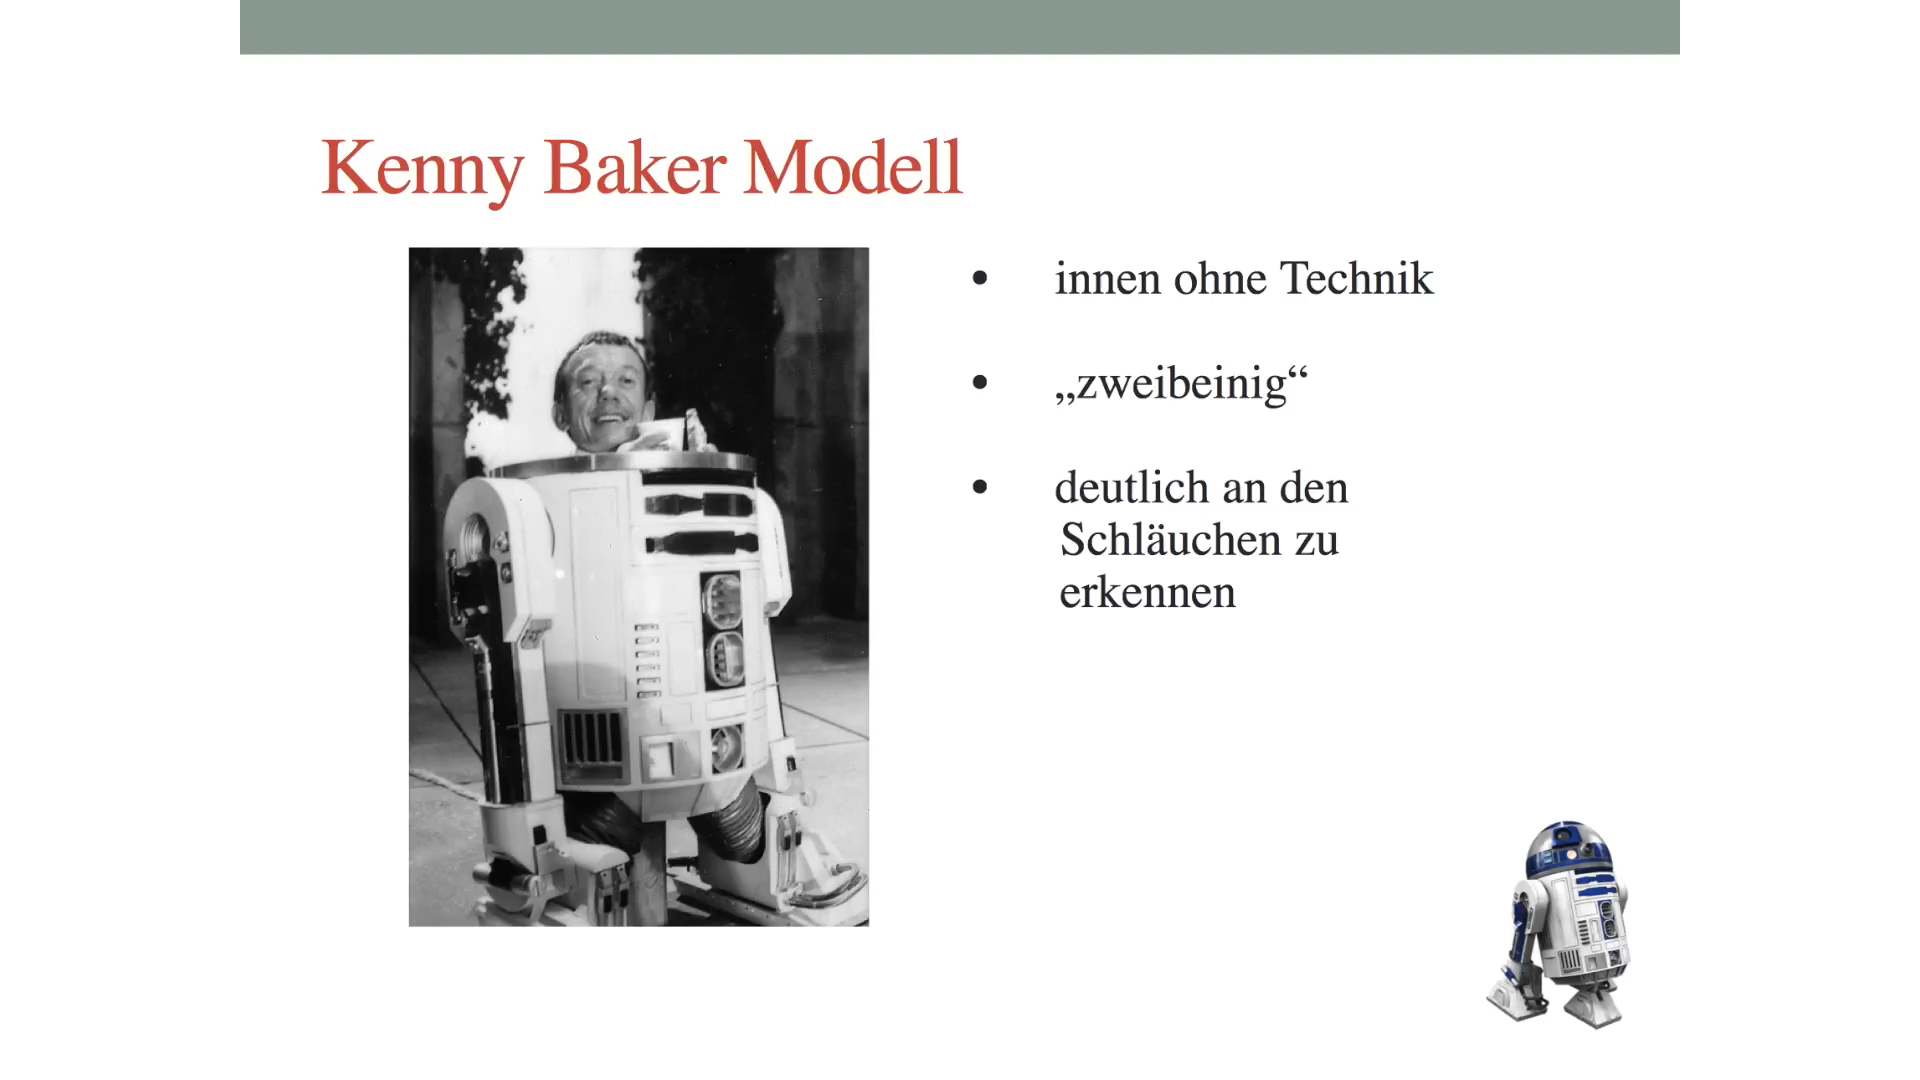 Kenny Baker Modell
• innen ohne Technik
• „zweibeinig“
• deutlich an den
Schläuchen zu
erkennen